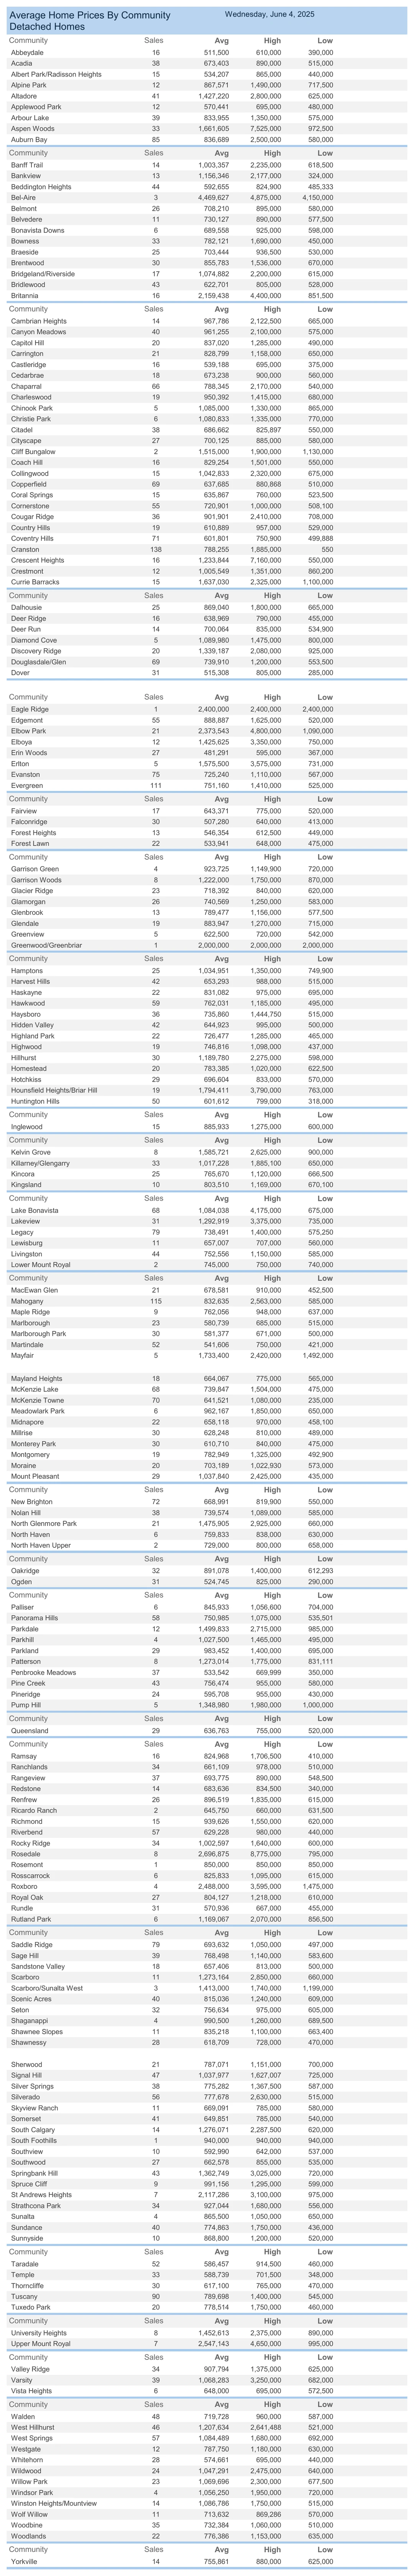 Average Home Prices By Community Wednesday, June 4, 2025
Detached Homes
Community Sales Avg High Low
Abbeydale 16 511,500 610,000 390,000
Acadia 38 673,403 890,000 515,000
Albert Park/Radisson Heights 15 534,207 865,000 440,000
Alpine Park 12 867,571 1,490,000 717,500
Altadore 41 1,427,220 2,800,000 625,000
Applewood Park 12 570,441 695,000 480,000
Arbour Lake 39 833,955 1,350,000 575,000
Aspen Woods 33 1,661,605 7,525,000 972,500
Auburn Bay 85 836,689 2,500,000 580,000
Community Sales Avg High Low
Banff Trail 14 1,003,357 2,235,000 618,500
Bankview 13 1,156,346 2,177,000 324,000
Beddington Heights 44 592,655 824,900 485,333
Bel-Aire 3 4,469,627 4,875,000 4,150,000
Belmont 26 708,210 895,000 580,000
Belvedere 11 730,127 890,000 577,500
Bonavista Downs 6 689,558 925,000 598,000
Bowness 33 782,121 1,690,000 450,000
Braeside 25 703,444 936,500 530,000
Brentwood 30 855,783 1,536,000 670,000
Bridgeland/Riverside 17 1,074,882 2,200,000 615,000
Bridlewood 43 622,701 805,000 528,000
Britannia 16 2,159,438 4,400,000 851,500
Community Sales Avg High Low
Cambrian Heights 14 967,786 2,122,500 665,000
Canyon Meadows 40 961,255 2,100,000 575,000
Capitol Hill 20 837,020 1,285,000 490,000
Carrington 21 828,799 1,158,000 650,000
Castleridge 16 539,188 695,000 375,000
Cedarbrae 18 673,238 900,000 560,000
Chaparral 66 788,345 2,170,000 540,000
Charleswood 19 950,392 1,415,000 680,000
Chinook Park 5 1,085,000 1,330,000 865,000
Christie Park 6 1,080,833 1,335,000 770,000
Citadel 38 686,662 825,897 550,000
Cityscape 27 700,125 885,000 580,000
Cliff Bungalow 2 1,515,000 1,900,000 1,130,000
Coach Hill 16 829,254 1,501,000 550,000
Collingwood 15 1,042,833 2,320,000 675,000
Copperfield 69 637,685 880,868 510,000
Coral Springs 15 635,867 760,000 523,500
Cornerstone 55 720,901 1,000,000 508,100
Cougar Ridge 36 901,901 2,410,000 708,000
Country Hills 19 610,889 957,000 529,000
Coventry Hills 71 601,801 750,900 499,888
Cranston 138 788,255 1,885,000 550
Crescent Heights 16 1,233,844 7,160,000 550,000
Crestmont 12 1,005,549 1,351,000 860,200
Currie Barracks 15 1,637,030 2,325,000 1,100,000
Community Sales Avg High Low
Dalhousie 25 869,040 1,800,000 665,000
Deer Ridge 16 638,969 790,000 455,000
Deer Run 14 700,064 835,000 534,900
Diamond Cove 5 1,089,980 1,475,000 800,000
Discovery Ridge 20 1,339,187 2,080,000 925,000
Douglasdale/Glen 69 739,910 1,200,000 553,500
Dover 31 515,308 805,000 285,000
Community Sales Avg High Low
Eagle Ridge 1 2,400,000 2,400,000 2,400,000
Edgemont 55 888,887 1,625,000 520,000
Elbow Park 21 2,373,543 4,800,000 1,090,000
Elboya 12 1,425,625 3,350,000 750,000
Erin Woods 27 481,291 595,000 367,000
Erlton 5 1,575,500 3,575,000 731,000
Evanston 75 725,240 1,110,000 567,000
Evergreen 111 751,160 1,410,000 525,000
Community Sales Avg High Low
Fairview 17 643,371 775,000 520,000
Falconridge 30 507,280 640,000 413,000
Forest Heights 13 546,354 612,500 449,000
Forest Lawn 22 533,941 648,000 475,000
Community Sales Avg High Low
Garrison Green 4 923,725 1,149,900 720,000
Garrison Woods 8 1,222,000 1,750,000 870,000
Glacier Ridge 23 718,392 840,000 620,000
Glamorgan 26 740,569 1,250,000 583,000
Glenbrook 13 789,477 1,156,000 577,500
Glendale 19 883,947 1,270,000 715,000
Greenview 5 622,500 720,000 542,000
Greenwood/Greenbriar 1 2,000,000 2,000,000 2,000,000
Community Sales Avg High Low
Hamptons 25 1,034,951 1,350,000 749,900
Harvest Hills 42 653,293 988,000 515,000
Haskayne 22 831,082 975,000 695,000
Hawkwood 59 762,031 1,185,000 495,000
Haysboro 36 735,860 1,444,750 515,000
Hidden Valley 42 644,923 995,000 500,000
Highland Park 22 726,477 1,285,000 465,000
Highwood 19 746,816 1,098,000 437,000
Hillhurst 30 1,189,780 2,275,000 598,000
Homestead 20 783,385 1,020,000 622,500
Hotchkiss 29 696,604 833,000 570,000
Hounsfield Heights/Briar Hill 19 1,794,411 3,790,000 763,000
Huntington Hills 50 601,612 799,000 318,000
Community Sales Avg High Low
Inglewood 15 885,933 1,275,000 600,000
Community Sales Avg High Low
Kelvin Grove 8 1,585,721 2,625,000 900,000
Killarney/Glengarry 33 1,017,228 1,885,100 650,000
Kincora 25 765,670 1,120,000 666,500
Kingsland 10 803,510 1,169,000 670,100
Community Sales Avg High Low
Lake Bonavista 68 1,084,038 4,175,000 675,000
Lakeview 31 1,292,919 3,375,000 735,000
Legacy 79 738,491 1,400,000 575,250
Lewisburg 11 657,007 707,000 560,000
Livingston 44 752,556 1,150,000 585,000
Lower Mount Royal 2 745,000 750,000 740,000
Community Sales Avg High Low
MacEwan Glen 21 678,581 910,000 452,500
Mahogany 115 832,635 2,563,000 585,000
Maple Ridge 9 762,056 948,000 637,000
Marlborough 23 580,739 685,000 515,000
Marlborough Park 30 581,377 671,000 500,000
Martindale 52 541,606 750,000 421,000
Mayfair 5 1,733,400 2,420,000 1,492,000
Mayland Heights 18 664,067 775,000 565,000
McKenzie Lake 68 739,847 1,504,000 475,000
McKenzie Towne 70 641,521 1,080,000 235,000
Meadowlark Park 6 962,167 1,850,000 650,000
Midnapore 22 658,118 970,000 458,100
Millrise 30 628,248 810,000 489,000
Monterey Park 30 610,710 840,000 475,000
Montgomery 19 782,949 1,325,000 492,900
Moraine 20 703,189 1,022,930 573,000
Mount Pleasant 29 1,037,840 2,425,000 435,000
Community Sales Avg High Low
New Brighton 72 668,991 819,900 550,000
Nolan Hill 38 739,574 1,089,000 585,000
North Glenmore Park 21 1,475,905 2,925,000 660,000
North Haven 6 759,833 838,000 630,000
North Haven Upper 2 729,000 800,000 658,000
Community Sales Avg High Low
Oakridge 32 891,078 1,400,000 612,293
Ogden 31 524,745 825,000 290,000
Community Sales Avg High Low
Palliser 6 845,933 1,056,600 704,000
Panorama Hills 58 750,985 1,075,000 535,501
Parkdale 12 1,499,833 2,715,000 985,000
Parkhill 4 1,027,500 1,465,000 495,000
Parkland 29 983,452 1,400,000 695,000
Patterson 8 1,273,014 1,775,000 831,111
Penbrooke Meadows 37 533,542 669,999 350,000
Pine Creek 43 756,474 955,000 580,000
Pineridge 24 595,708 955,000 430,000
Pump Hill 5 1,348,980 1,980,000 1,000,000
Community Sales Avg High Low
Queensland 29 636,763 755,000 520,000
Community Sales Avg High Low
Ramsay 16 824,968 1,706,500 410,000
Ranchlands 34 661,109 978,000 510,000
Rangeview 37 693,775 890,000 548,500
Redstone 14 683,636 834,500 340,000
Renfrew 26 896,519 1,835,000 615,000
Ricardo Ranch 2 645,750 660,000 631,500
Richmond 15 939,626 1,550,000 620,000
Riverbend 57 629,228 980,000 440,000
Rocky Ridge 34 1,002,597 1,640,000 600,000
Rosedale 8 2,696,875 8,775,000 795,000
Rosemont 1 850,000 850,000 850,000
Rosscarrock 6 825,833 1,095,000 615,000
Roxboro 4 2,488,000 3,595,000 1,475,000
Royal Oak 27 804,127 1,218,000 610,000
Rundle 31 570,936 667,000 455,000
Rutland Park 6 1,169,067 2,070,000 856,500
Community Sales Avg High Low
Saddle Ridge 79 693,632 1,050,000 497,000
Sage Hill 39 768,498 1,140,000 583,600
Sandstone Valley 18 657,406 813,000 500,000
Scarboro 11 1,273,164 2,850,000 660,000
Scarboro/Sunalta West 3 1,413,000 1,740,000 1,199,000
Scenic Acres 40 815,036 1,240,000 609,000
Seton 32 756,634 975,000 605,000
Shaganappi 4 990,500 1,260,000 689,500
Shawnee Slopes 11 835,218 1,100,000 663,400
Shawnessy 28 618,709 728,000 470,000
Sherwood 21 787,071 1,151,000 700,000
Signal Hill 47 1,037,977 1,627,007 725,000
Silver Springs 38 775,282 1,367,500 587,000
Silverado 56 777,678 2,630,000 515,000
Skyview Ranch 11 669,091 785,000 580,000
Somerset 41 649,851 785,000 540,000
South Calgary 14 1,276,071 2,287,500 620,000
South Foothills 1 940,000 940,000 940,000
Southview 10 592,990 642,000 537,000
Southwood 27 662,578 855,000 535,000
Springbank Hill 43 1,362,749 3,025,000 720,000
Spruce Cliff 9 991,156 1,295,000 599,000
St Andrews Heights 7 2,117,286 3,100,000 975,000
Strathcona Park 34 927,044 1,680,000 556,000
Sunalta 4 865,500 1,050,000 650,000
Sundance 40 774,863 1,750,000 436,000
Sunnyside 10 868,800 1,200,000 520,000
Community Sales Avg High Low
Taradale 52 586,457 914,500 460,000
Temple 33 588,739 701,500 348,000
Thorncliffe 30 617,100 765,000 470,000
Tuscany 90 789,698 1,400,000 545,000
Tuxedo Park 20 778,514 1,750,000 460,000
Community Sales Avg High Low
University Heights 8 1,452,613 2,375,000 890,000
Upper Mount Royal 7 2,547,143 4,650,000 995,000
Community Sales Avg High Low
Valley Ridge 34 907,794 1,375,000 625,000
Varsity 39 1,068,283 3,250,000 682,000
Vista Heights 6 648,000 695,000 572,500
Community Sales Avg High Low
Walden 48 719,728 960,000 587,000
West Hillhurst 46 1,207,634 2,641,488 521,000
West Springs 57 1,084,489 1,680,000 692,000
Westgate 12 787,750 1,180,000 630,000
Whitehorn 28 574,661 695,000 440,000
Wildwood 24 1,047,291 2,475,000 640,000
Willow Park 23 1,069,696 2,300,000 677,500
Windsor Park 4 1,056,250 1,950,000 720,000
Winston Heights/Mountview 14 1,086,786 1,750,000 515,000
Wolf Willow 11 713,632 869,286 570,000
Woodbine 35 732,384 1,060,000 510,000
Woodlands 22 776,386 1,153,000 635,000
Community Sales Avg High Low
Yorkville 14 755,861 880,000 625,000